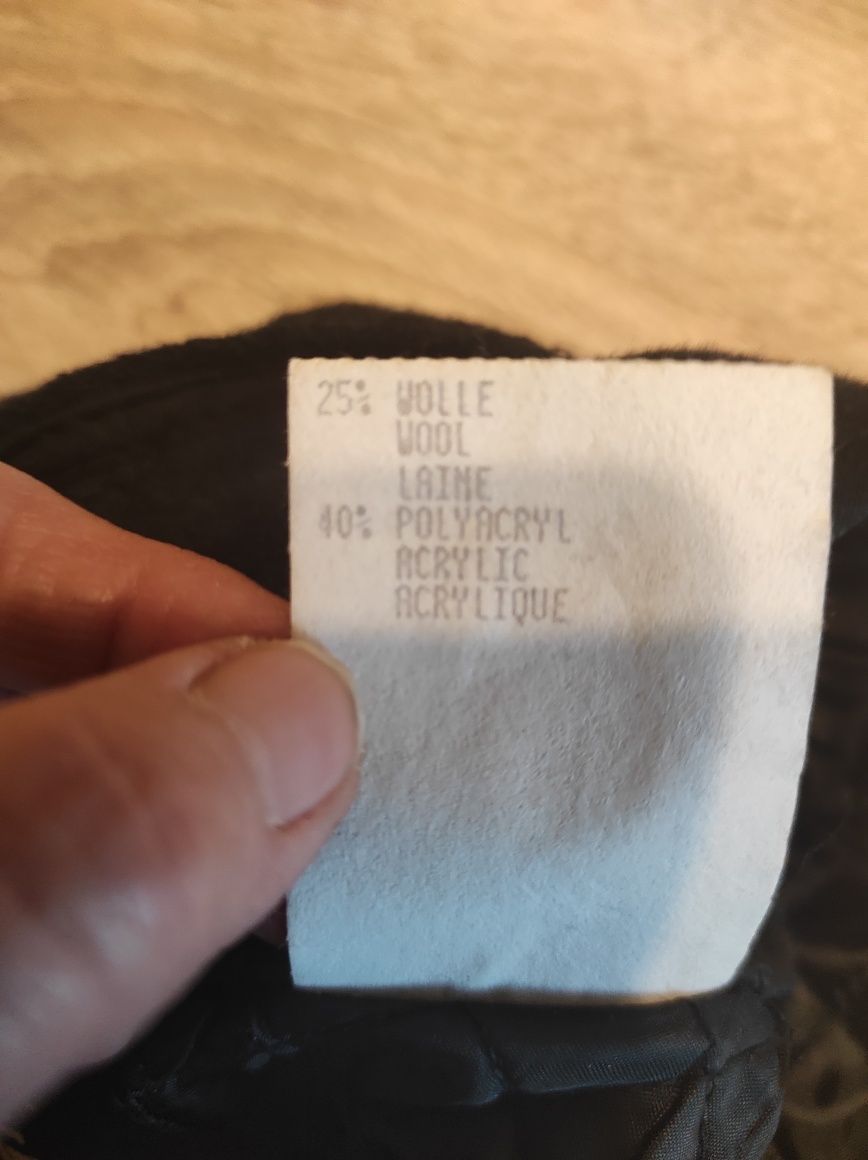 25% WOLLE
WOOL
LAINE
40% POLYACRYL
ACRYLIC
ACRYLIQUE